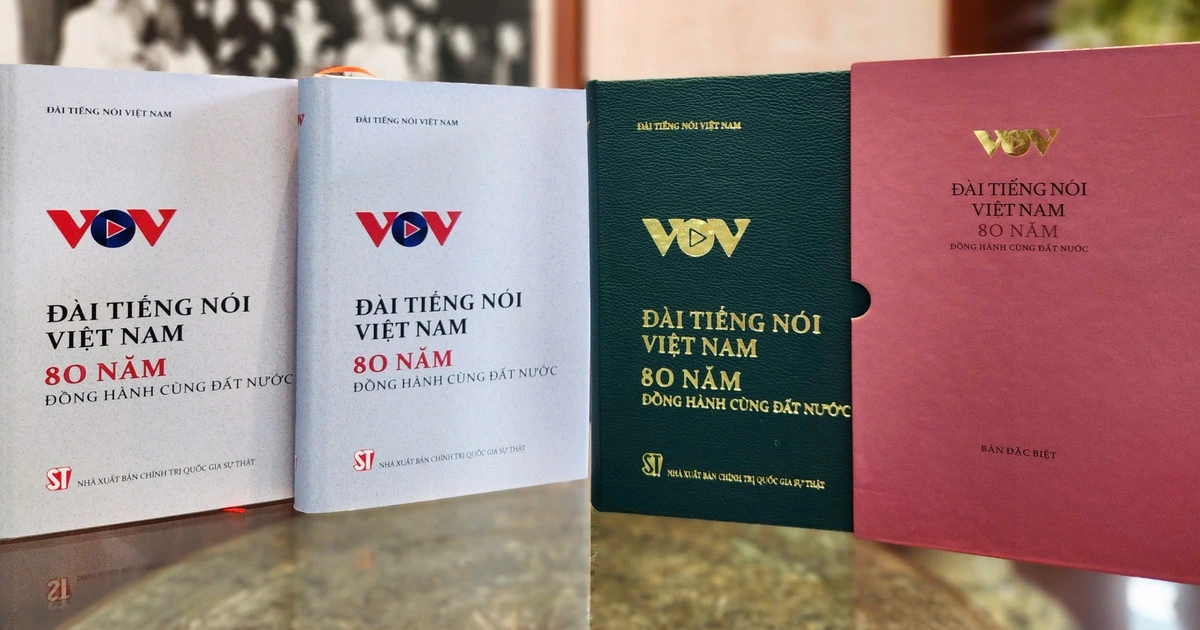 ĐÀI TIẾNG NÓI VIỆT NAM
VOV
ĐÀI TIẾNG NÓI
VIỆT NAM
80 NĂM
ĐỒNG HÀNH CÙNG ĐẤT NƯỚC
ST NHÀ XUẤT BẢN CHÍNH TRỊ QUỐC GIA SỰ THẬT
ĐÀI TIẾNG NÓI VIỆT NAM
VOV
ĐÀI TIẾNG NÓI
VIỆT NAM
80 NĂM
ĐỒNG HÀNH CÙNG ĐẤT NƯỚC
ST NHÀ XUẤT BẢN CHÍNH TRỊ QUỐC GIA SỰ THẬT
ĐÀI TIẾNG NÓI VIỆT NAM
VOV
ĐÀI TIẾNG NÓI
VIỆT NAM
80 NĂM
ĐỒNG HÀNH CÙNG ĐẤT NƯỚC
ST NHÀ XUẤT BẢN CHÍNH TRỊ QUỐC GIA SỰ THẬT
VOV
ĐÀI TIẾNG NÓI
VIỆT NAM
80 NĂM
ĐỒNG HÀNH CÙNG ĐẤT NƯỚC
BẢN ĐẶC BIỆT